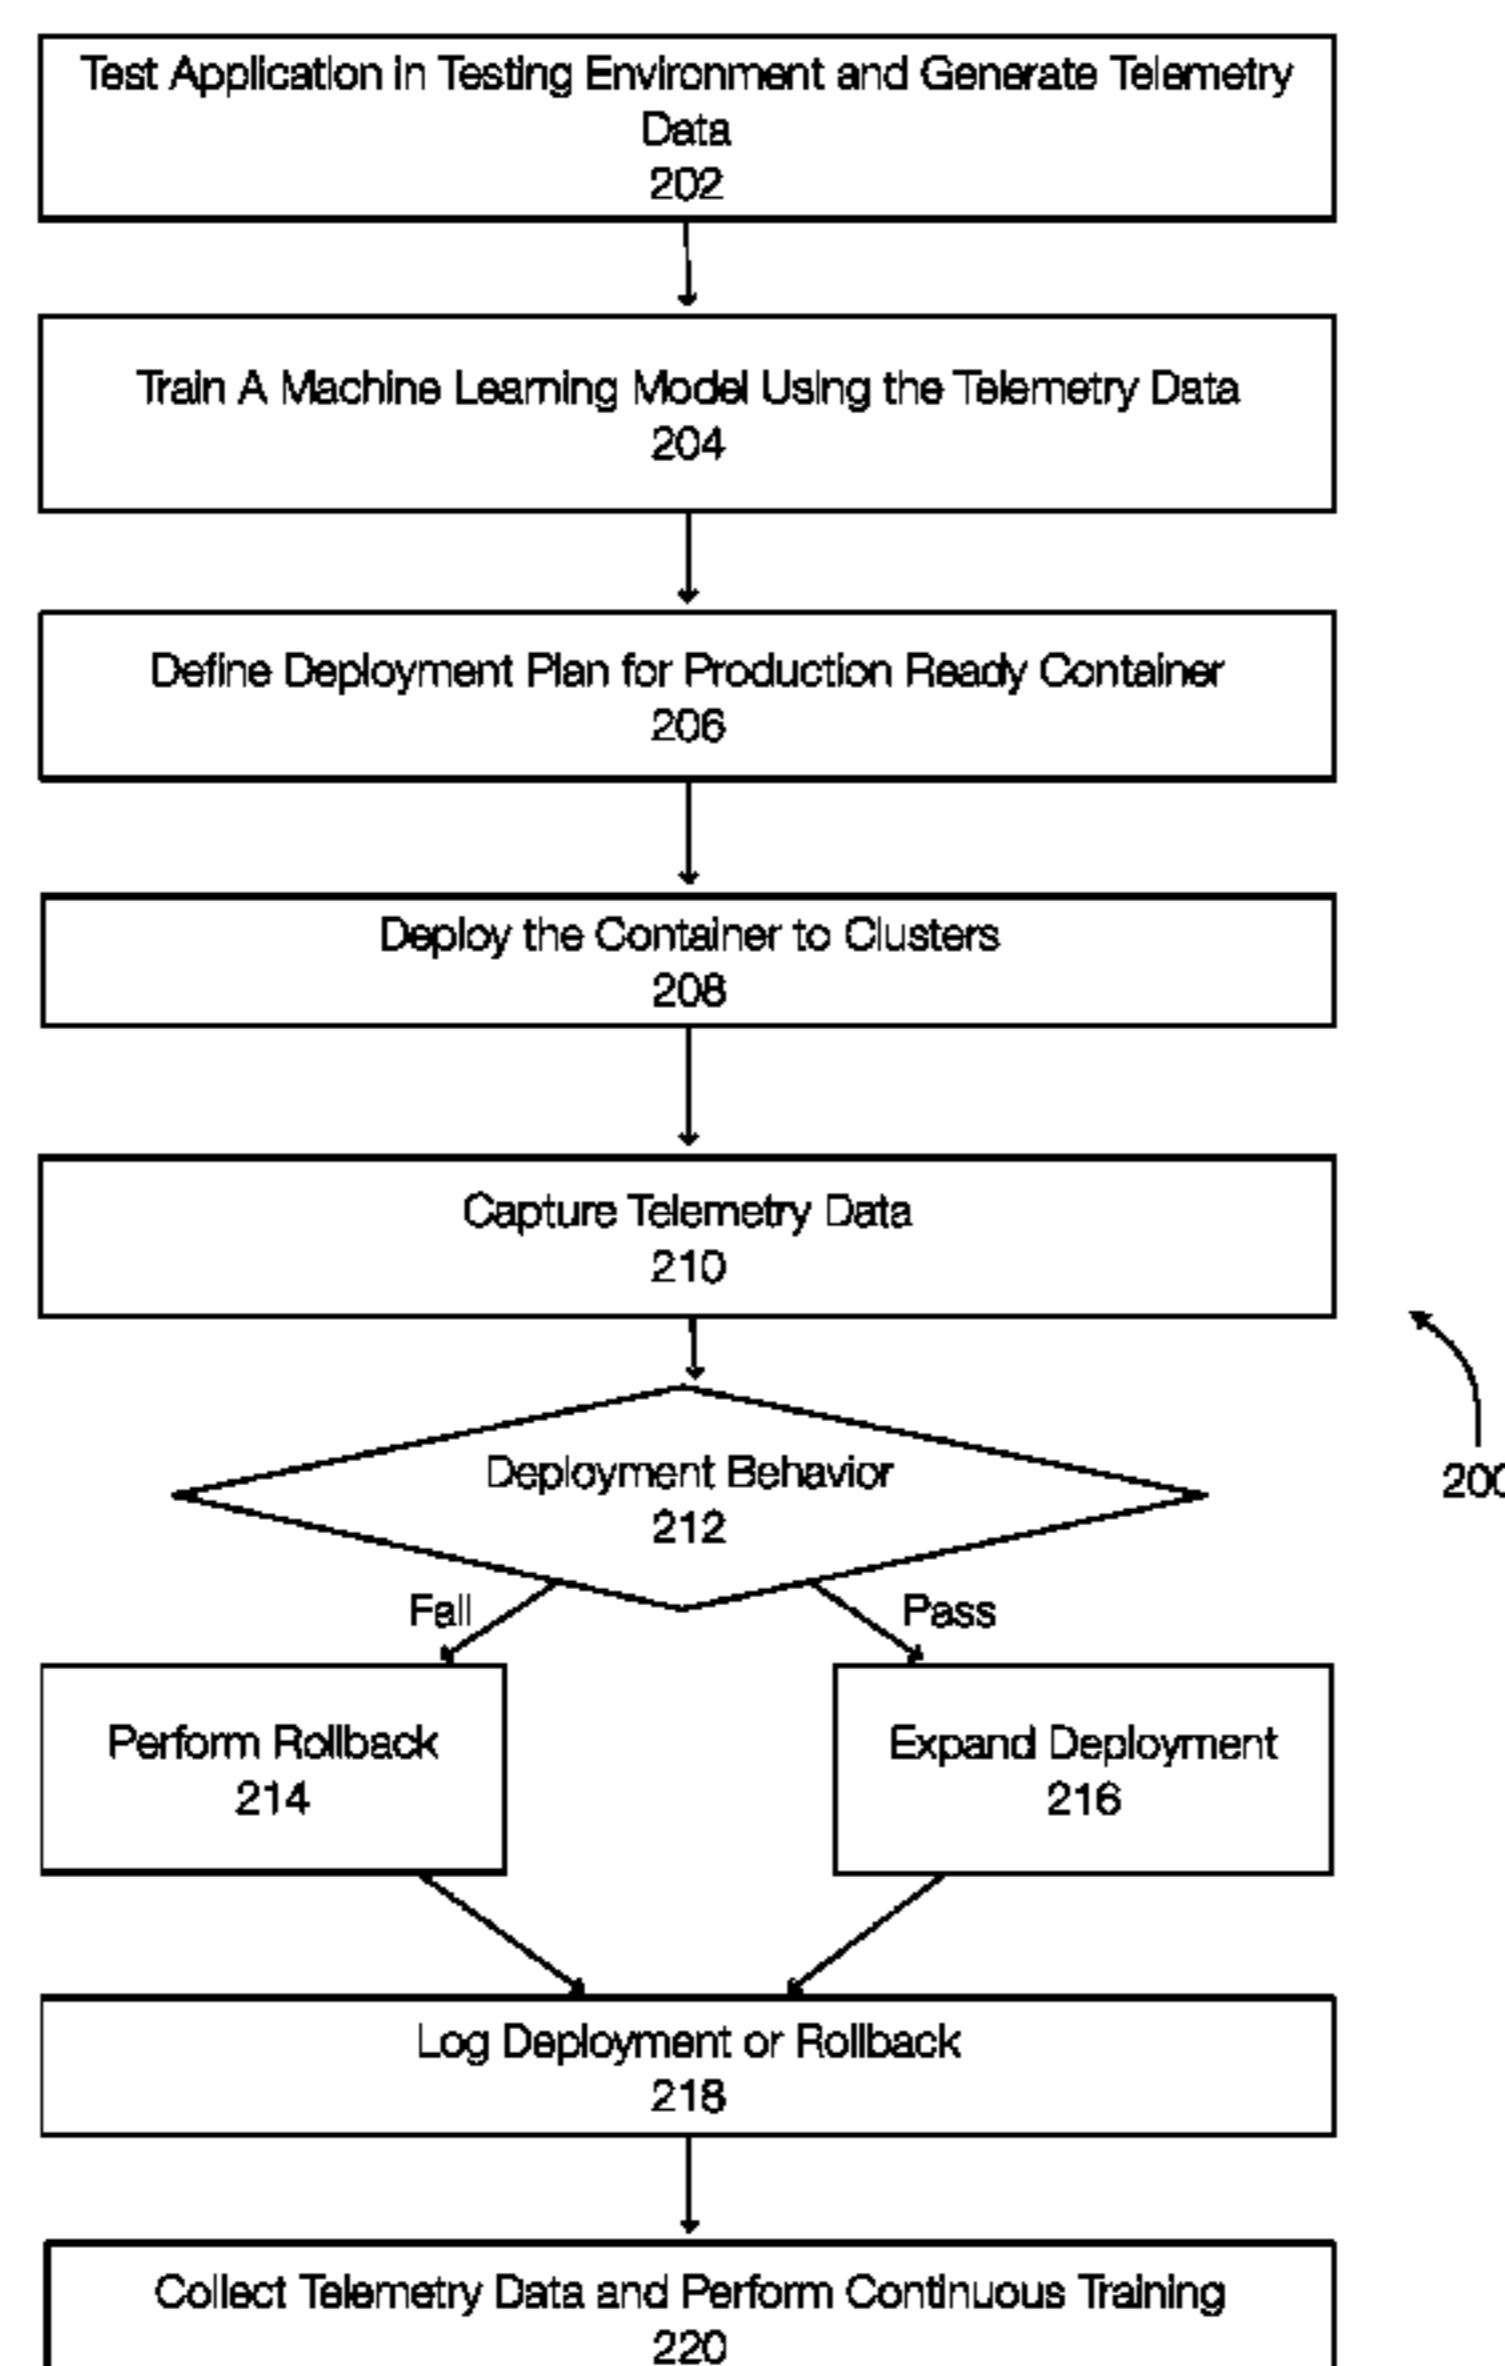 Test Application in Testing Environment and Generate Telemetry
Data
202
Train A Machine Learning Model Using the Telemetry Data
204
Define Deployment Plan for Production Ready Container
206
Deploy the Container to Clusters
208
Capture Telemetry Data
210
Deployment Behavior
212
200
Fail
Pass
Perform Rollback
214
Expand Deployment
216
Log Deployment or Rollback
218
Collect Telemetry Data and Perform Continuous Training
220